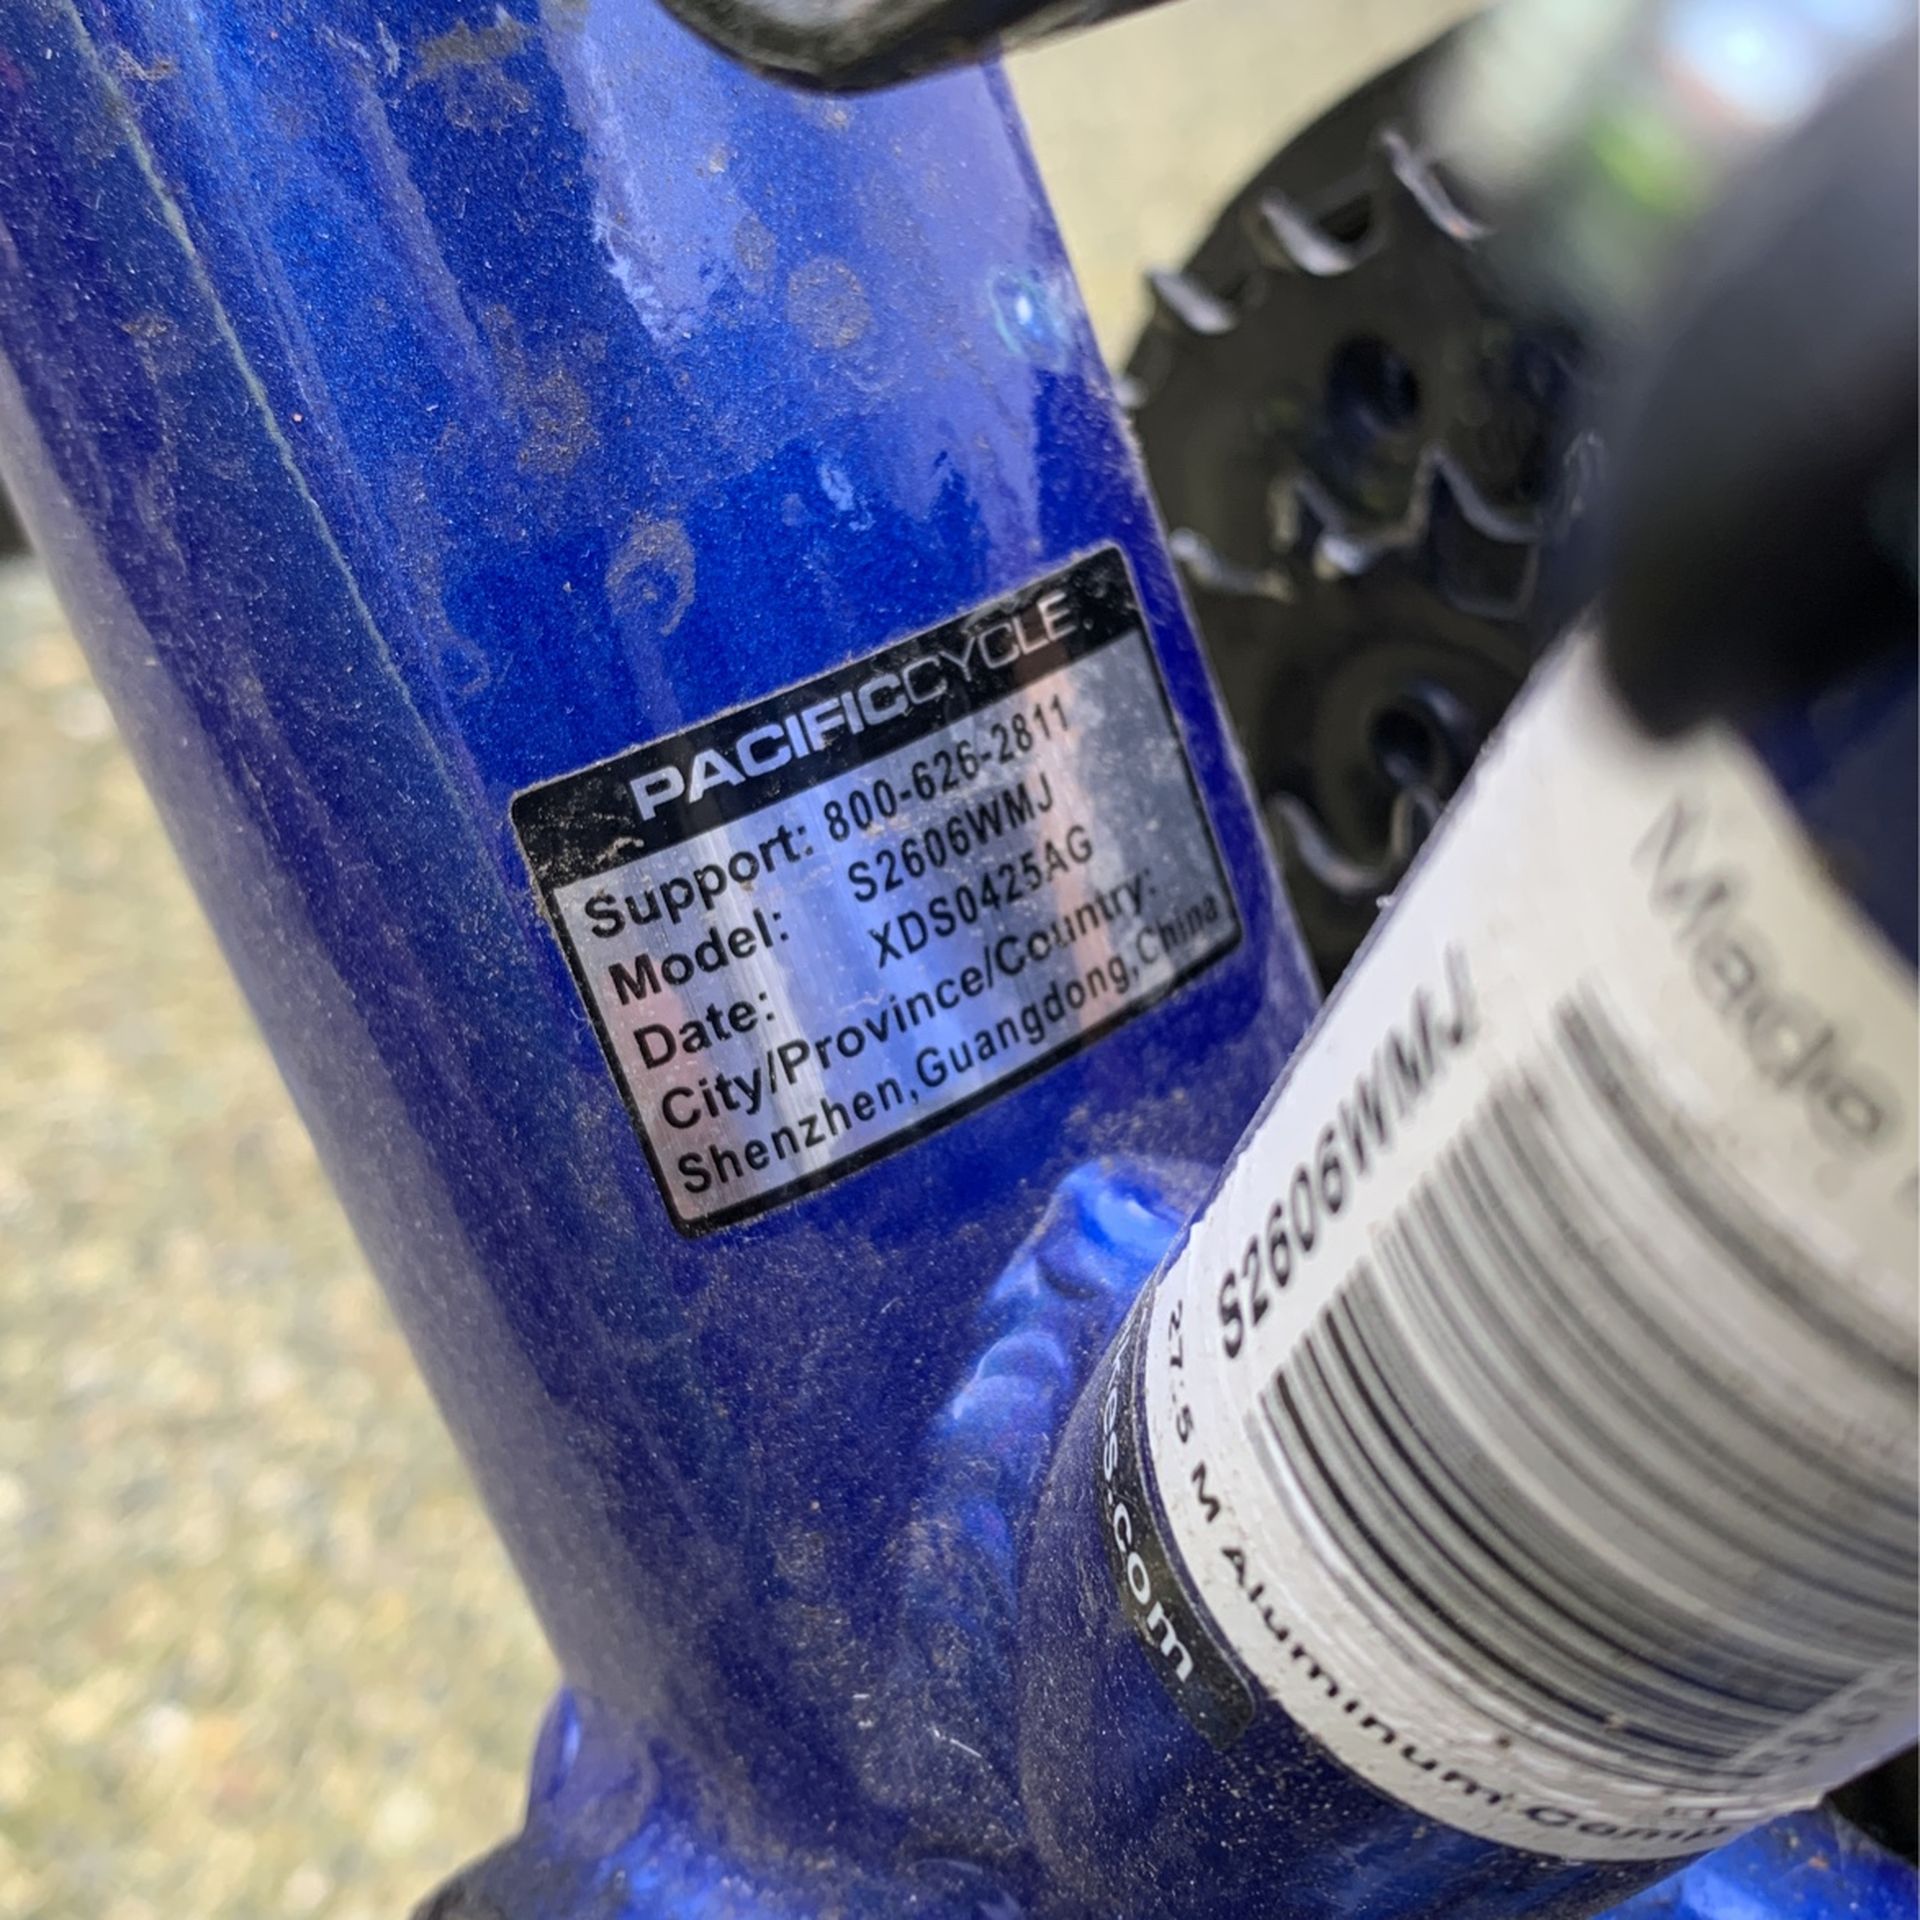 PACIFICCYCLE
Support: 800-626-2811
Model: S2606WMJ
Date: XDS0425AG
City/Province/Country:
Shenzhen,Guangdong,China
Made
S2606WMJ
27.5 M Aluminum
.com